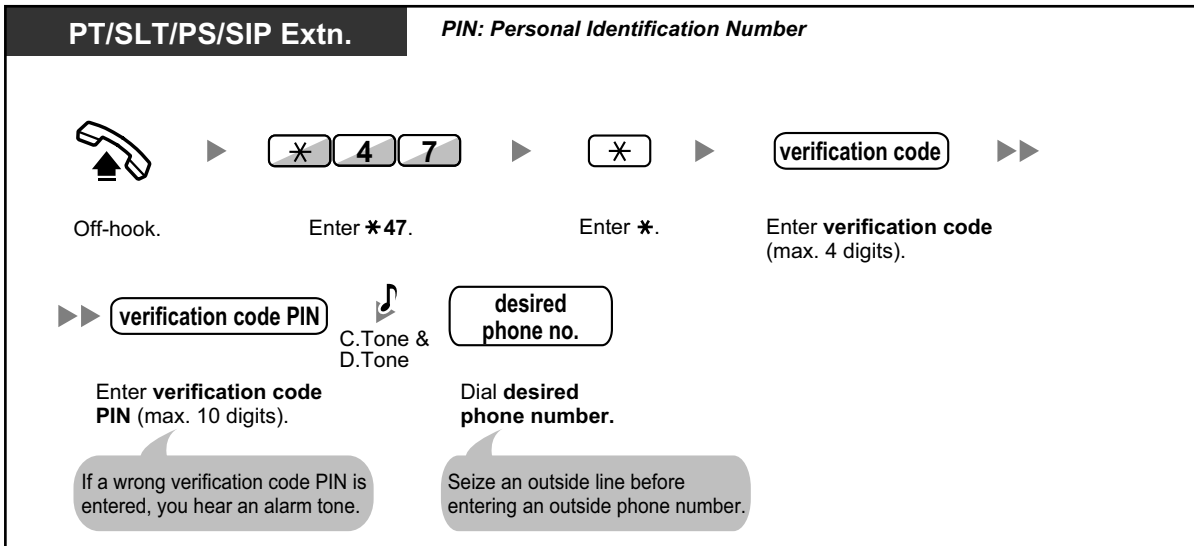 PT/SLT/PS/SIP Extn.
PIN: Personal Identification Number
* 4 7
*
verification code
Off-hook.
Enter *47.
Enter *.
Enter verification code
(max. 4 digits).
verification code PIN
C.Tone &
D.Tone
desired
phone no.
Enter verification code
PIN (max. 10 digits).
Dial desired
phone number.
If a wrong verification code PIN is
entered, you hear an alarm tone.
Seize an outside line before
entering an outside phone number.